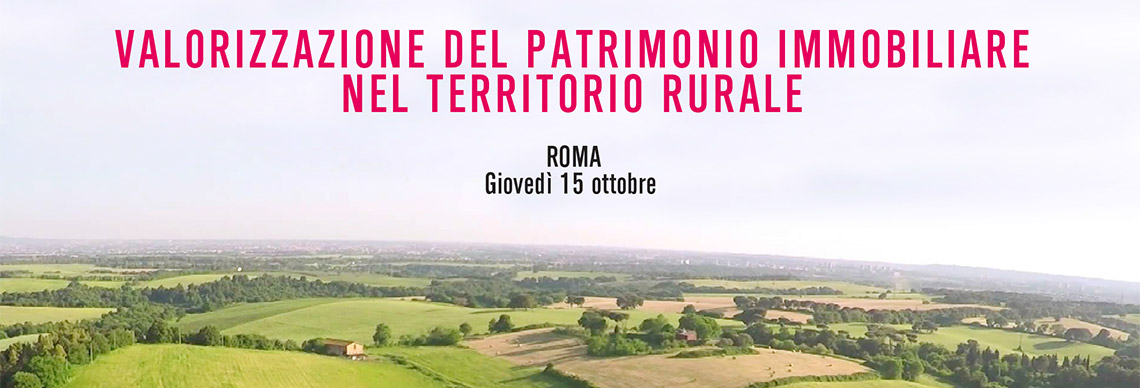 VALORIZZAZIONE DEL PATRIMONIO IMMOBILIARE
NEL TERRITORIO RURALE
ROMA
Giovedì 15 ottobre